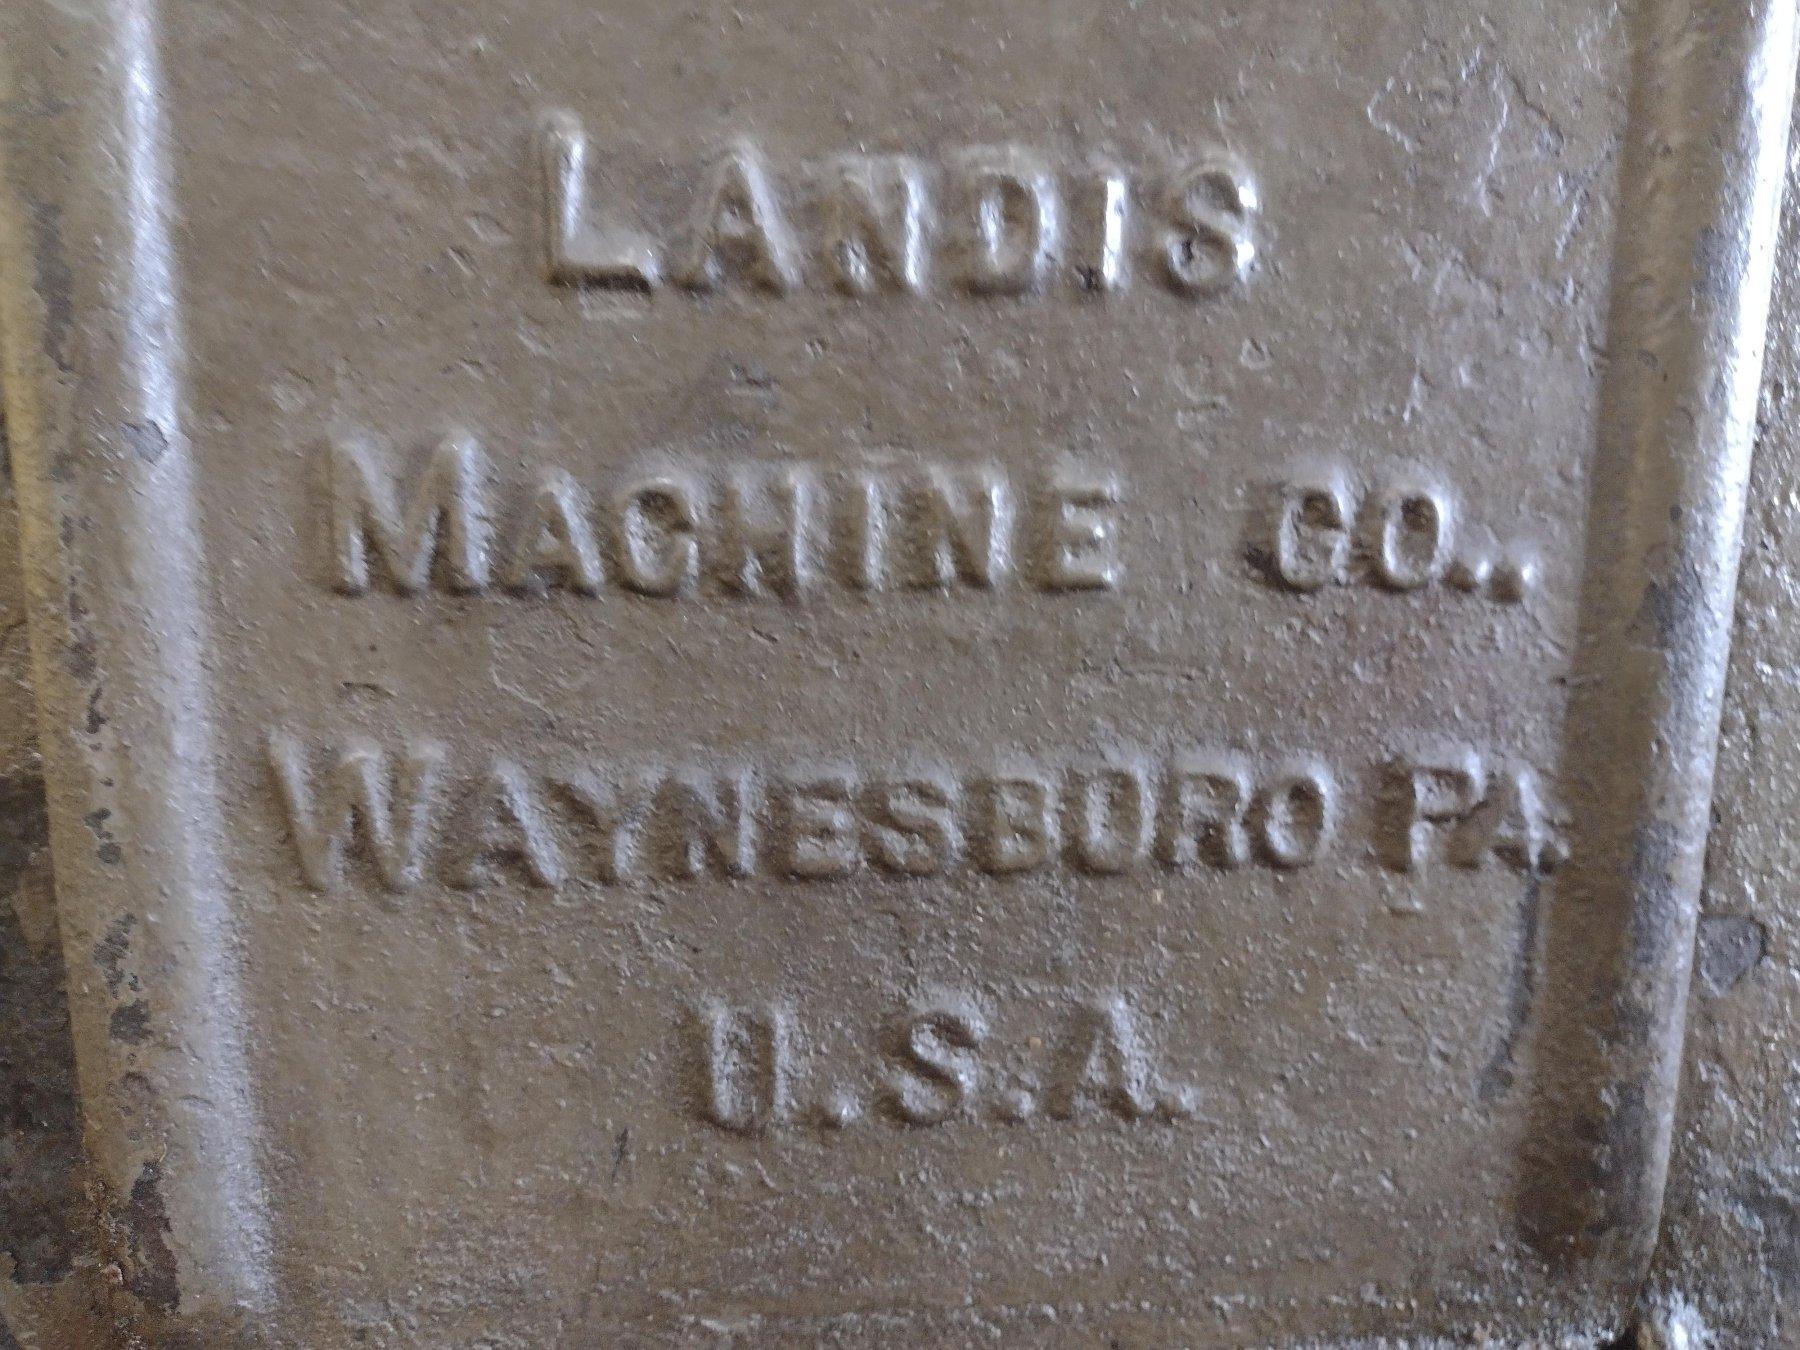 LANDIS
MACHINE CO.,
WAYNESBORO PA.
U.S.A.